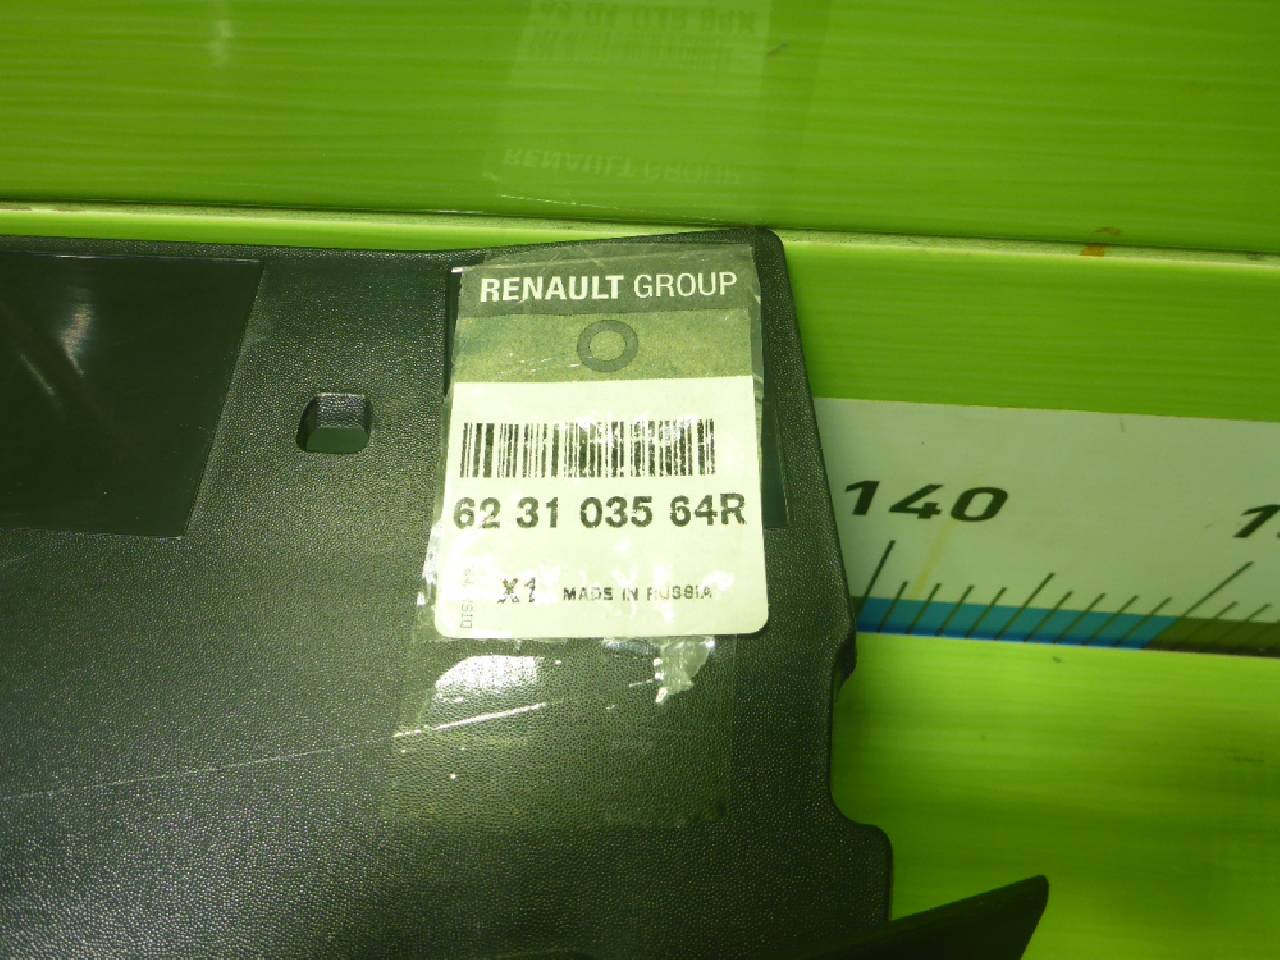 RENAULT GROUP
62 31 035 64R
X1 MADE IN RUSSIA
140